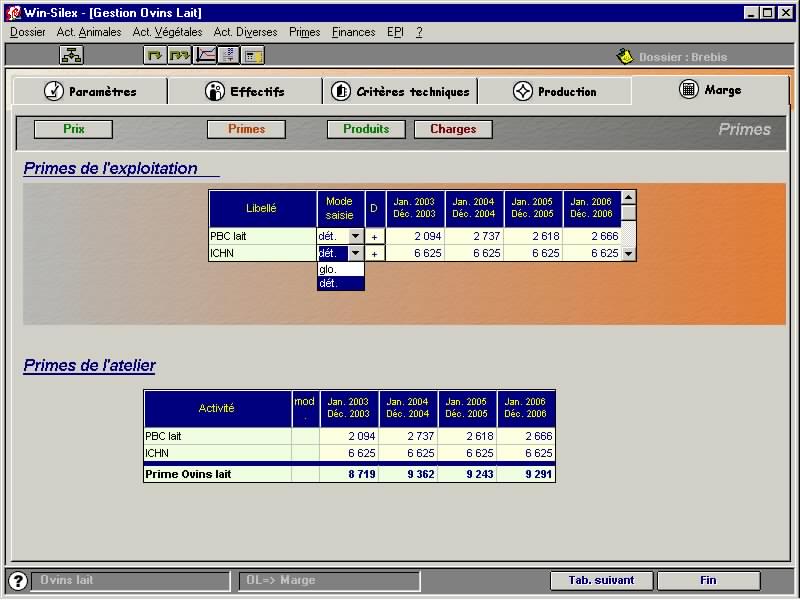 Win-Silex - [Gestion Ovins Lait]
Dossier Act. Animales Act. Végétales Act. Diverses Primes Finances EPI ?
Dossier : Brebis
Paramètres Effectifs Critères techniques Production Marge
Prix Primes Produits Charges Primes
Primes de l'exploitation
Libellé Mode saisie D Jan. 2003 Déc. 2003 Jan. 2004 Déc. 2004 Jan. 2005 Déc. 2005 Jan. 2006 Déc. 2006
PBC lait dét. + 2 094 2 737 2 618 2 666
ICHN dét. + 6 625 6 625 6 625 6 625
glo.
dét.
Primes de l'atelier
Activité mod. Jan. 2003 Déc. 2003 Jan. 2004 Déc. 2004 Jan. 2005 Déc. 2005 Jan. 2006 Déc. 2006
PBC lait 2 094 2 737 2 618 2 666
ICHN 6 625 6 625 6 625 6 625
Prime Ovins lait 8 719 9 362 9 243 9 291
? Ovins lait OL=> Marge Tab. suivant Fin